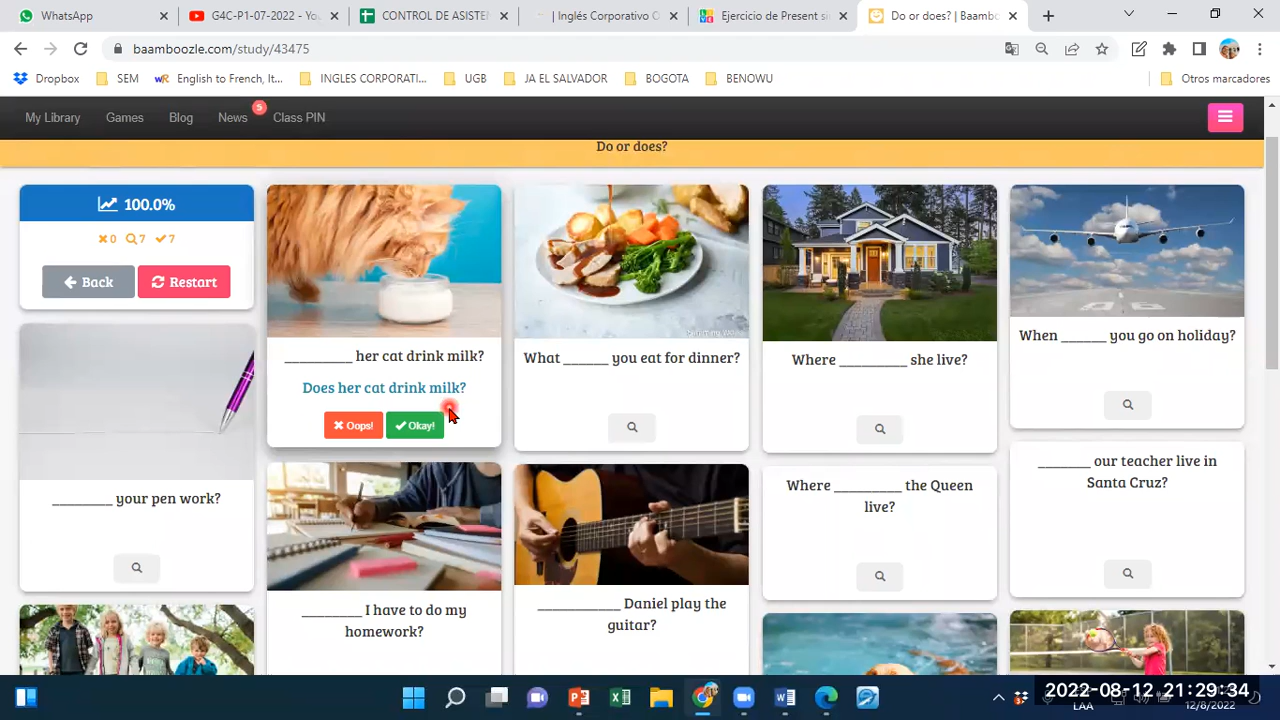 WhatsApp
G4C-P1-07-2022 - Yo
CONTROL DE ASISTEN
| Inglés Corporativo O
Ejercicio de Present si
Do or does? | Baamboo
baamboozle.com/study/43475
Dropbox
SEM
English to French, It...
INGLES CORPORATI...
UGB
JA EL SALVADOR
BOGOTA
BENOWU
Otros marcadores
My Library
Games
Blog
News
5
Class PIN
Do or does?
100.0%
0 7 7
Back
Restart
_________ her cat drink milk?
Does her cat drink milk?
Oops!
Okay!
What ______ you eat for dinner?
Where _________ she live?
When ______ you go on holiday?
________ your pen work?
________ I have to do my
homework?
___________ Daniel play the
guitar?
Where _________ the Queen
live?
_______ our teacher live in
Santa Cruz?
2022-08-12 21:29:34
LAA
12/8/2022